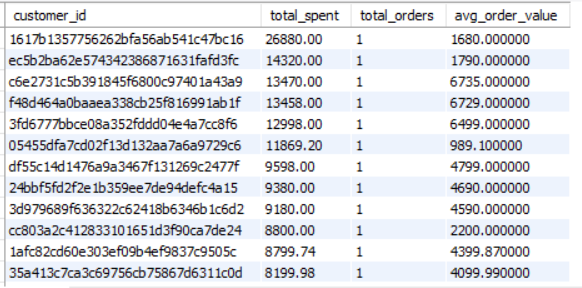 customer_id total_spent total_orders avg_order_value
1617b1357756262bfa56ab541c47bc16 26880.00 1 1680.000000
ec5b2ba62e574342386871631fafd3fc 14320.00 1 1790.000000
c6e2731c5b391845f6800c97401a43a9 13470.00 1 6735.000000
f48d464a0baaea338cb25f816991ab1f 13458.00 1 6729.000000
3fd6777bbce08a352fddd04e4a7cc8f6 12998.00 1 6499.000000
05455dfa7cd02f13d132aa7a6a9729c6 11869.20 1 989.100000
df55c14d1476a9a3467f131269c2477f 9598.00 1 4799.000000
24bbf5fd2f2e1b359ee7de94defc4a15 9380.00 1 4690.000000
3d979689f636322c62418b6346b1c6d2 9180.00 1 4590.000000
cc803a2c412833101651d3f90ca7de24 8800.00 1 2200.000000
1afc82cd60e303ef09b4ef9837c9505c 8799.74 1 4399.870000
35a413c7ca3c69756cb75867d6311c0d 8199.98 1 4099.990000